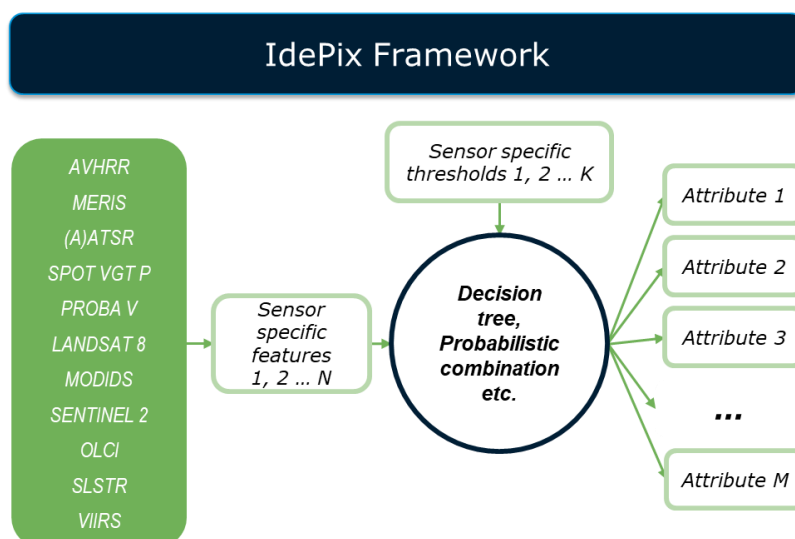 IdePix Framework
AVHRR
MERIS
(A)ATSR
SPOT VGT P
PROBA V
LANDSAT 8
MODIDS
SENTINEL 2
OLCI
SLSTR
VIIRS
Sensor
specific
features
1, 2 ... N
Sensor specific
thresholds 1, 2 ... K
Decision
tree,
Probabilistic
combination
etc.
Attribute 1
Attribute 2
Attribute 3
...
Attribute M